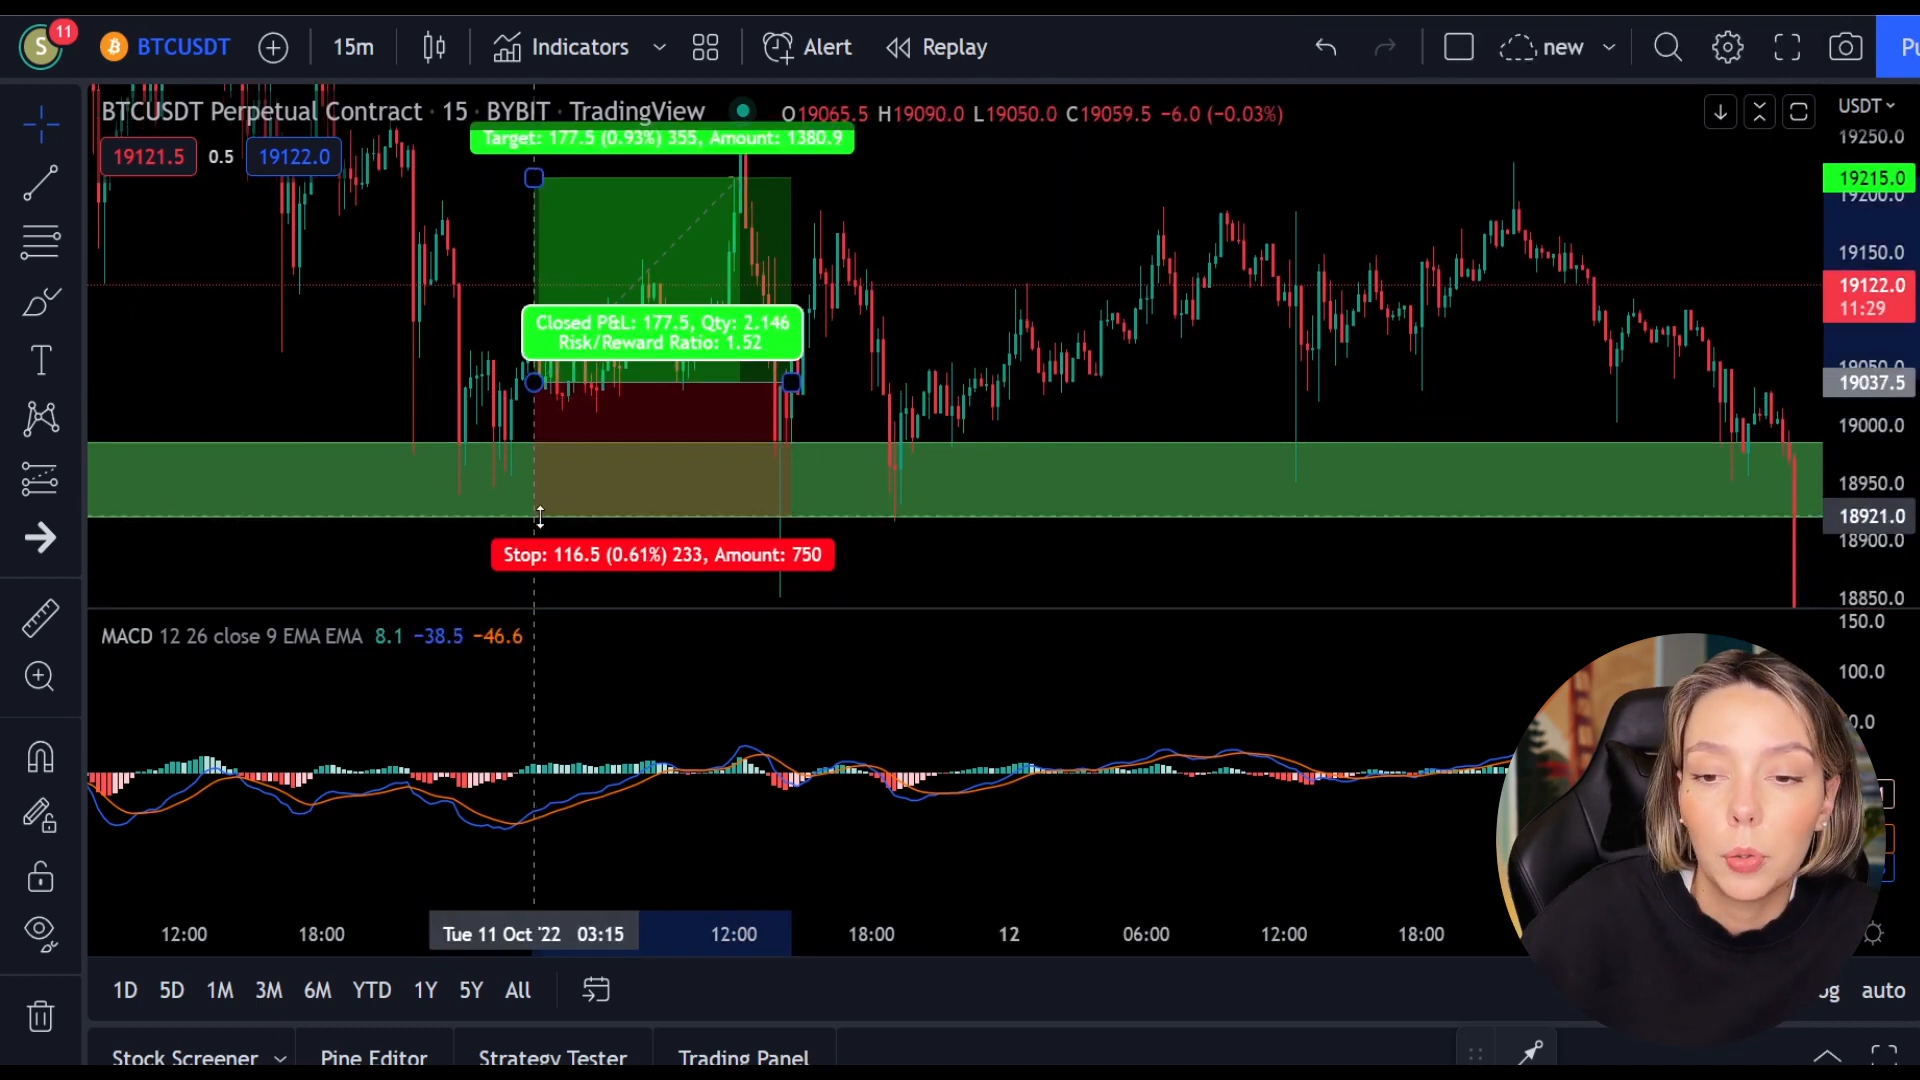 S 11 BTCUSDT 15m Indicators Alert Replay new
BTCUSDT Perpetual Contract · 15 · BYBIT · TradingView O19065.5 H19090.0 L19050.0 C19059.5 −6.0 (−0.03%) USDT
Target: 177.5 (0.93%) 355, Amount: 1380.9
19121.5 0.5 19122.0
Closed P&L: 177.5, Qty: 2.146
Risk/Reward Ratio: 1.52
Stop: 116.5 (0.61%) 233, Amount: 750
19250.0
19215.0
19200.0
19150.0
19122.0
11:29
19050.0
19037.5
19000.0
18950.0
18921.0
18900.0
18850.0
MACD 12 26 close 9 EMA EMA 8.1 −38.5 −46.6
150.0
100.0
12:00 18:00 Tue 11 Oct '22 03:15 12:00 18:00 12 06:00 12:00 18:00
1D 5D 1M 3M 6M YTD 1Y 5Y All auto
Stock Screener Pine Editor Strategy Tester Trading Panel